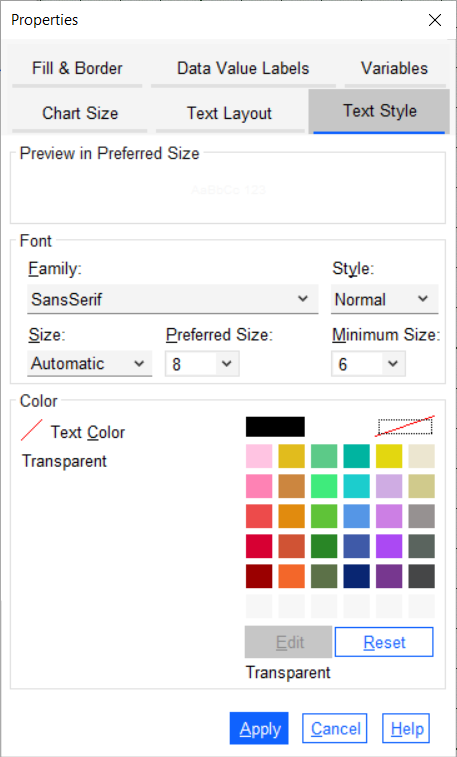 Properties
Fill & Border Data Value Labels Variables
Chart Size Text Layout Text Style
Preview in Preferred Size
AaBbCc 123
Font
Family: Style:
SansSerif Normal
Size: Preferred Size: Minimum Size:
Automatic 8 6
Color
Text Color
Transparent
Edit Reset
Transparent
Apply Cancel Help